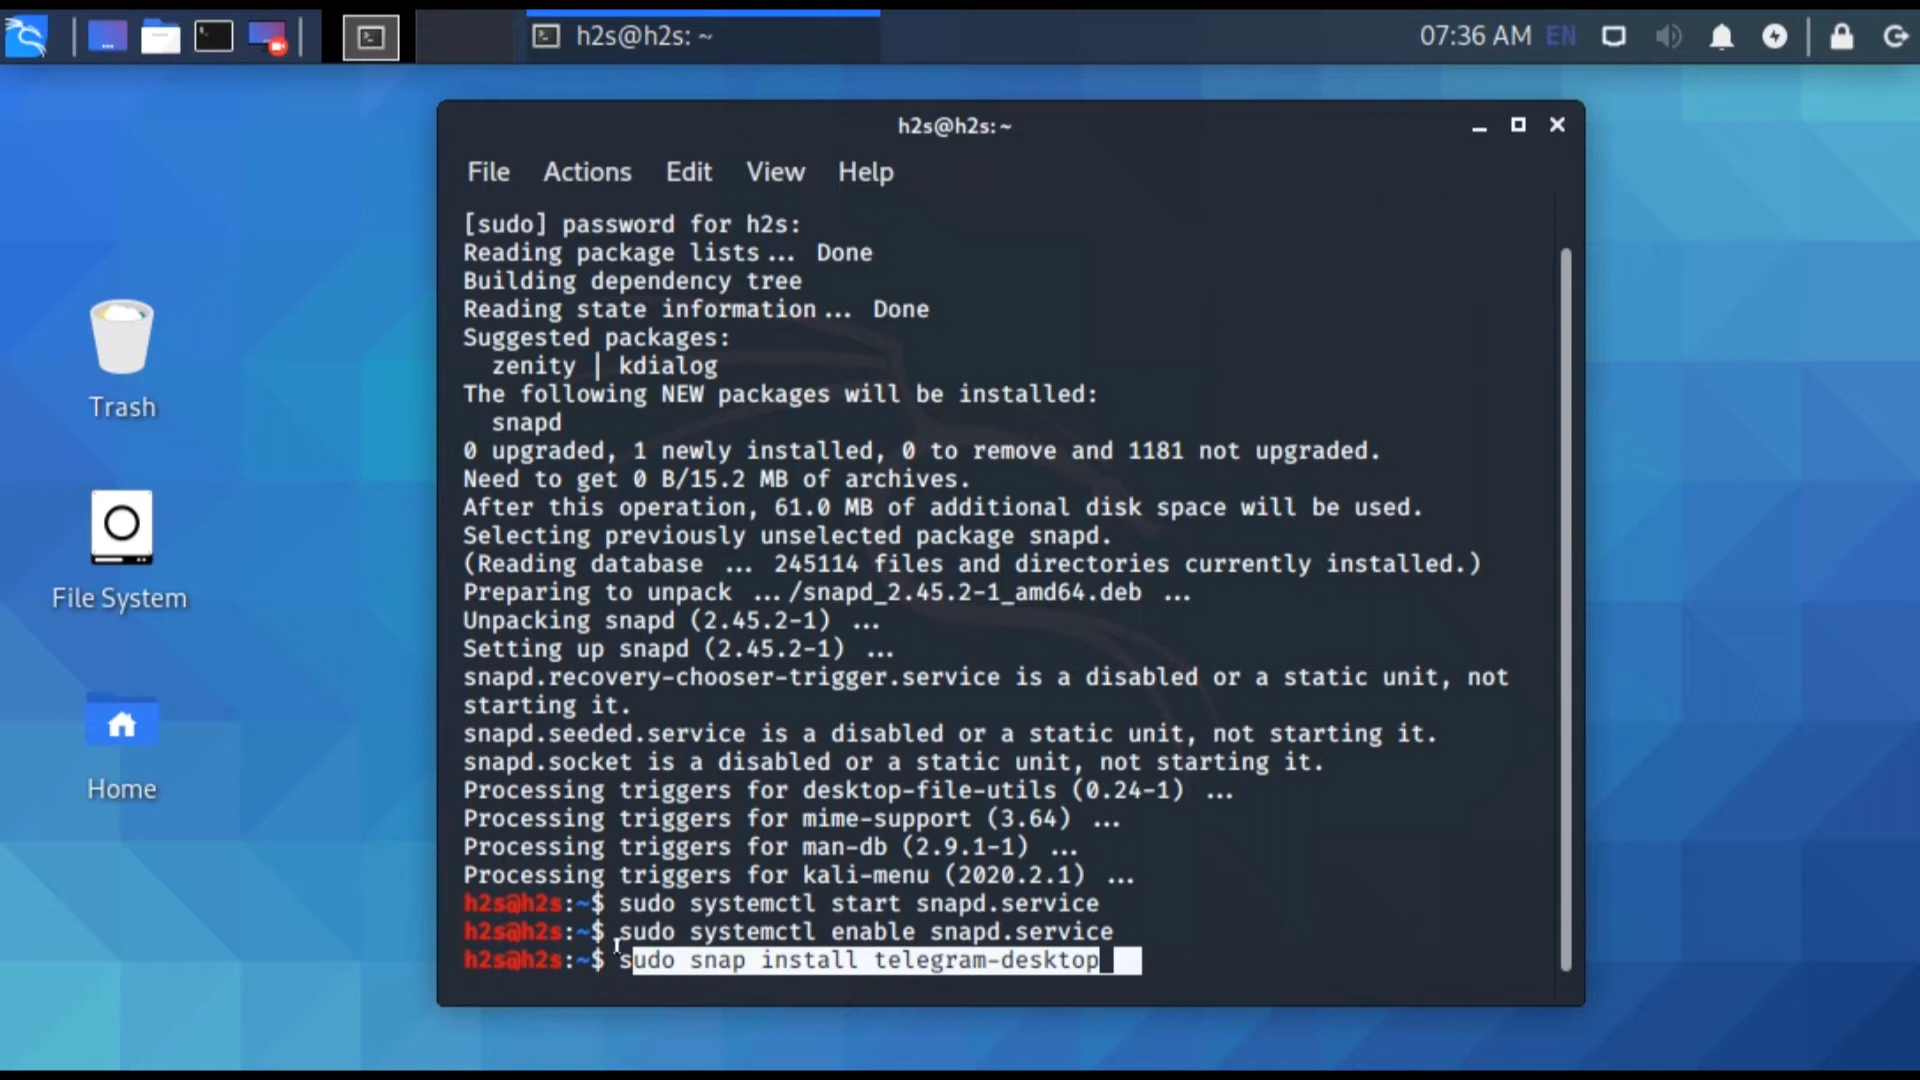 h2s@h2s: ~
07:36 AM EN
h2s@h2s: ~
File Actions Edit View Help
[sudo] password for h2s:
Reading package lists... Done
Building dependency tree
Reading state information... Done
Suggested packages:
zenity | kdialog
The following NEW packages will be installed:
snapd
0 upgraded, 1 newly installed, 0 to remove and 1181 not upgraded.
Need to get 0 B/15.2 MB of archives.
After this operation, 61.0 MB of additional disk space will be used.
Selecting previously unselected package snapd.
(Reading database ... 245114 files and directories currently installed.)
Preparing to unpack .../snapd_2.45.2-1_amd64.deb ...
Unpacking snapd (2.45.2-1) ...
Setting up snapd (2.45.2-1) ...
snapd.recovery-chooser-trigger.service is a disabled or a static unit, not
starting it.
snapd.seeded.service is a disabled or a static unit, not starting it.
snapd.socket is a disabled or a static unit, not starting it.
Processing triggers for desktop-file-utils (0.24-1) ...
Processing triggers for mime-support (3.64) ...
Processing triggers for man-db (2.9.1-1) ...
Processing triggers for kali-menu (2020.2.1) ...
h2s@h2s:~$ sudo systemctl start snapd.service
h2s@h2s:~$ sudo systemctl enable snapd.service
h2s@h2s:~$ sudo snap install telegram-desktop
Trash
File System
Home